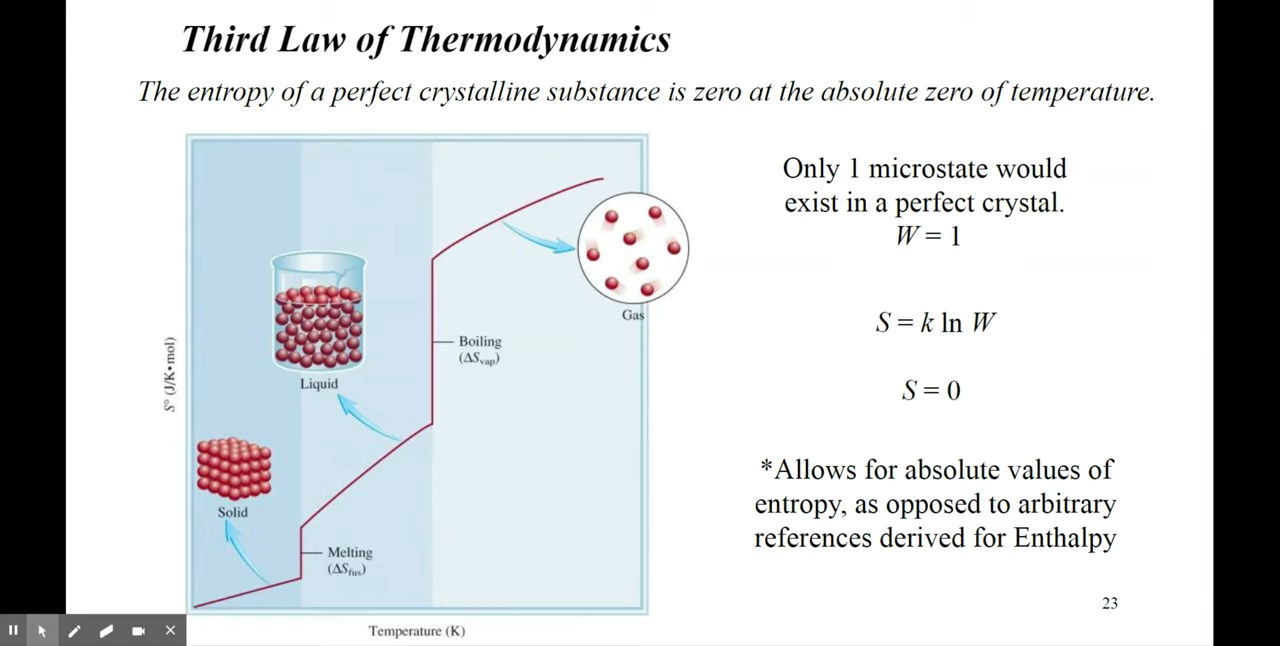 Third Law of Thermodynamics
The entropy of a perfect crystalline substance is zero at the absolute zero of temperature.
Only 1 microstate would
exist in a perfect crystal.
W = 1
S = k ln W
S = 0
*Allows for absolute values of
entropy, as opposed to arbitrary
references derived for Enthalpy
S° (J/K•mol)
Gas
Boiling
(ΔSvap)
Liquid
Solid
Melting
(ΔSfus)
Temperature (K)
23